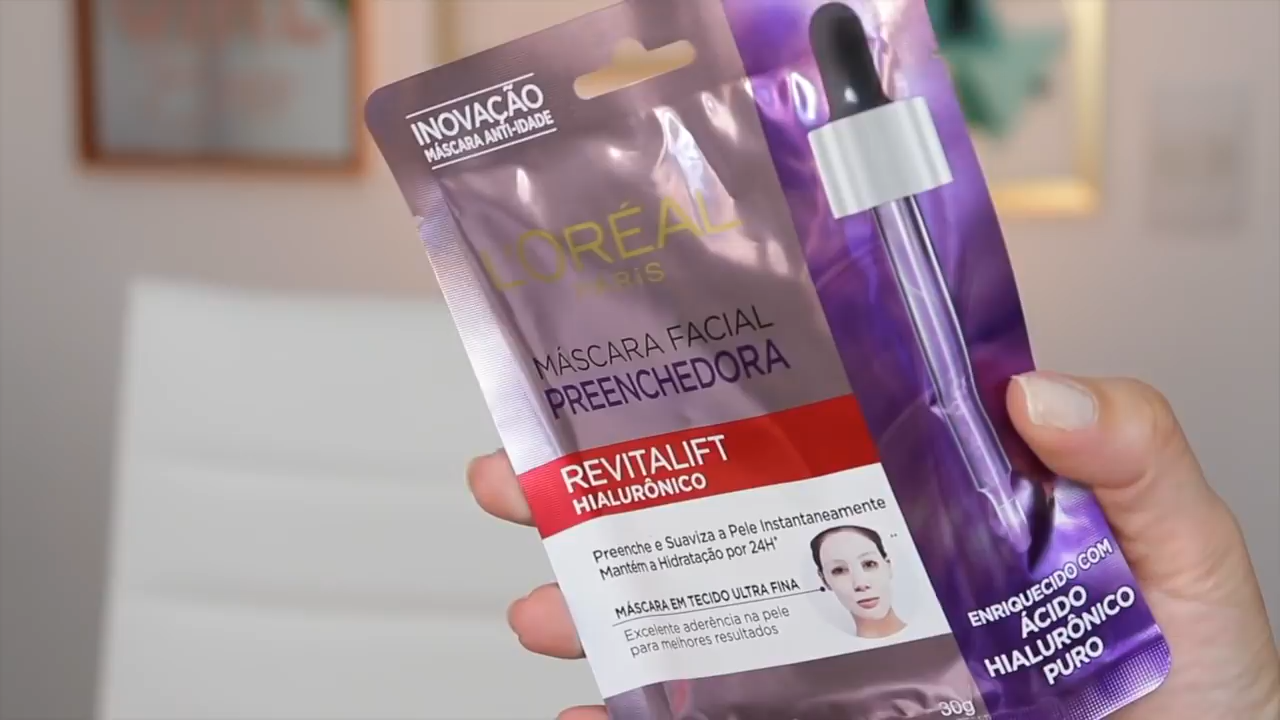 INOVAÇÃO
MÁSCARA ANTI-IDADE
L'ORÉAL
PARIS
MÁSCARA FACIAL
PREENCHEDORA
REVITALIFT
HIALURÔNICO
Preenche e Suaviza a Pele Instantaneamente
Mantém a Hidratação por 24H*
MÁSCARA EM TECIDO ULTRA FINA
Excelente aderência na pele
para melhores resultados
30g
ENRIQUECIDO COM
ÁCIDO
HIALURÔNICO
PURO